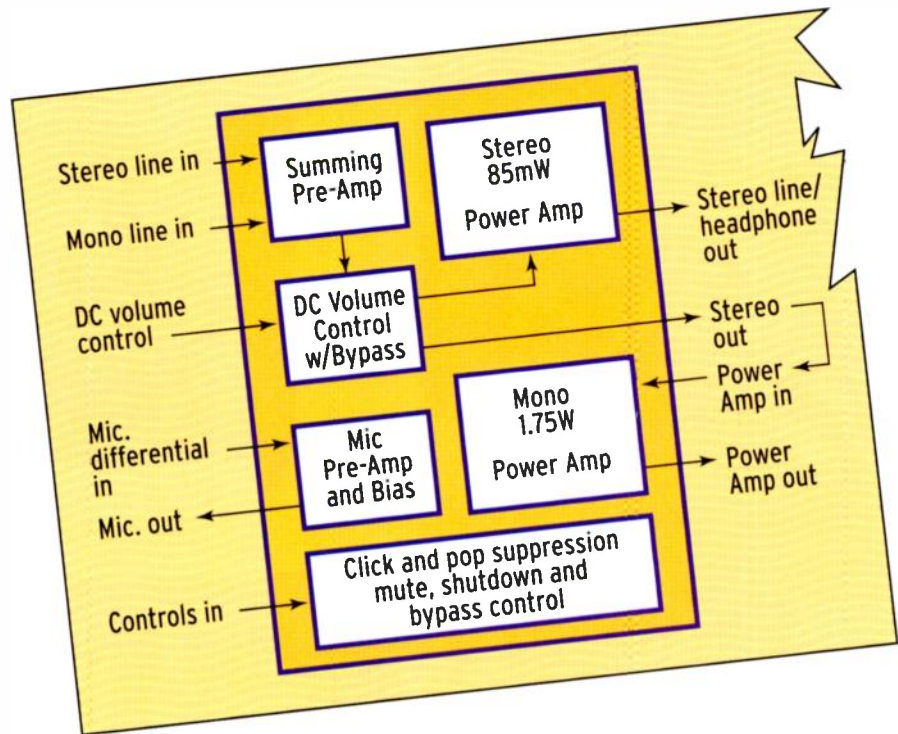 Stereo line in
Mono line in
DC volume
control
Mic.
differential
in
Mic. out
Controls in
Summing
Pre-Amp
Stereo
85mW
Power Amp
DC Volume
Control
w/Bypass
Mono
1.75W
Power Amp
Mic
Pre-Amp
and Bias
Click and pop suppression
mute, shutdown and
bypass control
Stereo line/
headphone
out
Stereo
out
Power
Amp in
Power
Amp out